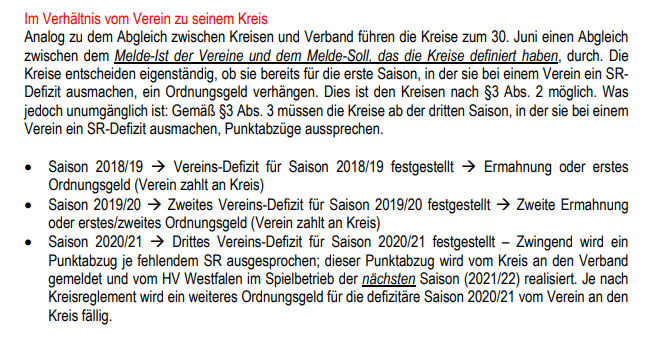 Im Verhältnis vom Verein zu seinem Kreis
Analog zu dem Abgleich zwischen Kreisen und Verband führen die Kreise zum 30. Juni einen Abgleich
zwischen dem Melde-Ist der Vereine und dem Melde-Soll, das die Kreise definiert haben, durch. Die
Kreise entscheiden eigenständig, ob sie bereits für die erste Saison, in der sie bei einem Verein ein SR-
Defizit ausmachen, ein Ordnungsgeld verhängen. Dies ist den Kreisen nach §3 Abs. 2 möglich. Was
jedoch unumgänglich ist: Gemäß §3 Abs. 3 müssen die Kreise ab der dritten Saison, in der sie bei einem
Verein ein SR-Defizit ausmachen, Punktabzüge aussprechen.
• Saison 2018/19 → Vereins-Defizit für Saison 2018/19 festgestellt → Ermahnung oder erstes
Ordnungsgeld (Verein zahlt an Kreis)
• Saison 2019/20 → Zweites Vereins-Defizit für Saison 2019/20 festgestellt → Zweite Ermahnung
oder erstes/zweites Ordnungsgeld (Verein zahlt an Kreis)
• Saison 2020/21 → Drittes Vereins-Defizit für Saison 2020/21 festgestellt – Zwingend wird ein
Punktabzug je fehlendem SR ausgesprochen; dieser Punktabzug wird vom Kreis an den Verband
gemeldet und vom HV Westfalen im Spielbetrieb der nächsten Saison (2021/22) realisiert. Je nach
Kreisreglement wird ein weiteres Ordnungsgeld für die defizitäre Saison 2020/21 vom Verein an den
Kreis fällig.